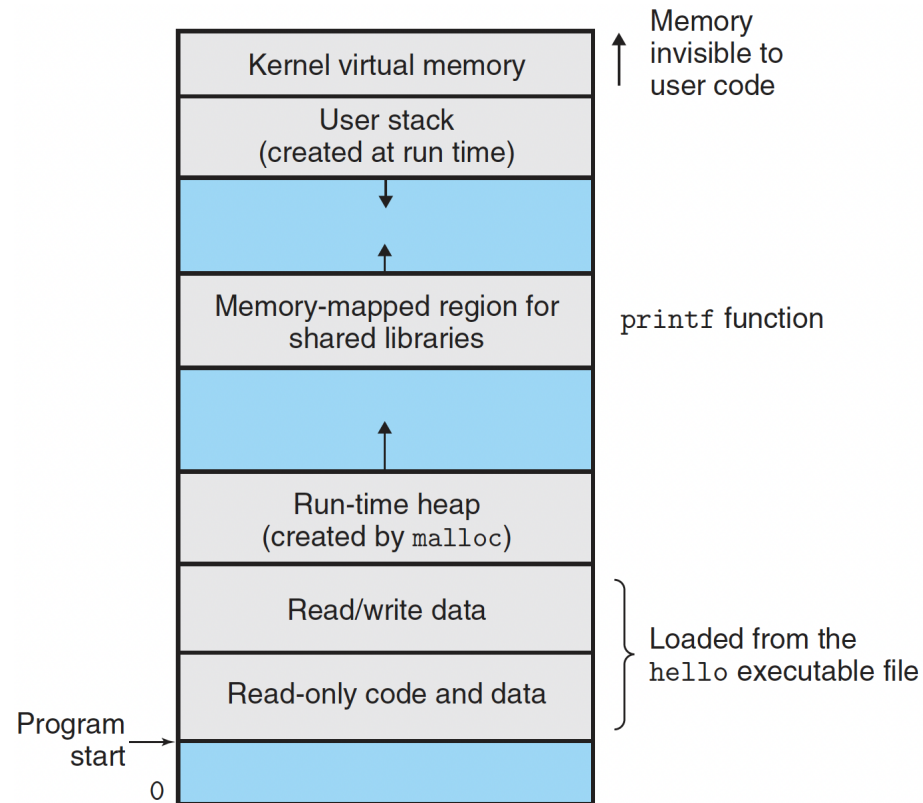 Memory
invisible to
user code
Kernel virtual memory
User stack
(created at run time)
Memory-mapped region for
shared libraries
printf function
Run-time heap
(created by malloc)
Read/write data
Loaded from the
hello executable file
Read-only code and data
Program
start
0